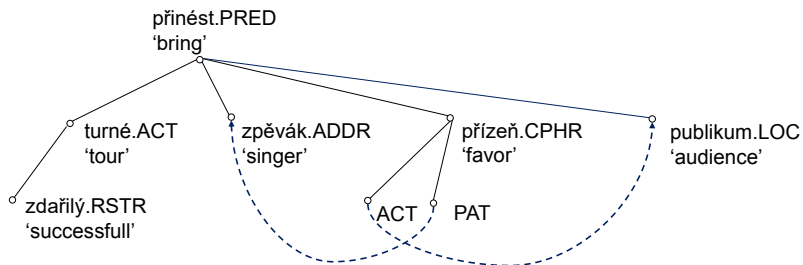 přinést.PRED
‘bring’
turné.ACT
‘tour’
zpěvák.ADDR
‘singer’
přízeň.CPHR
‘favor’
publikum.LOC
‘audience’
zdařilý.RSTR
‘successfull’
ACT
PAT